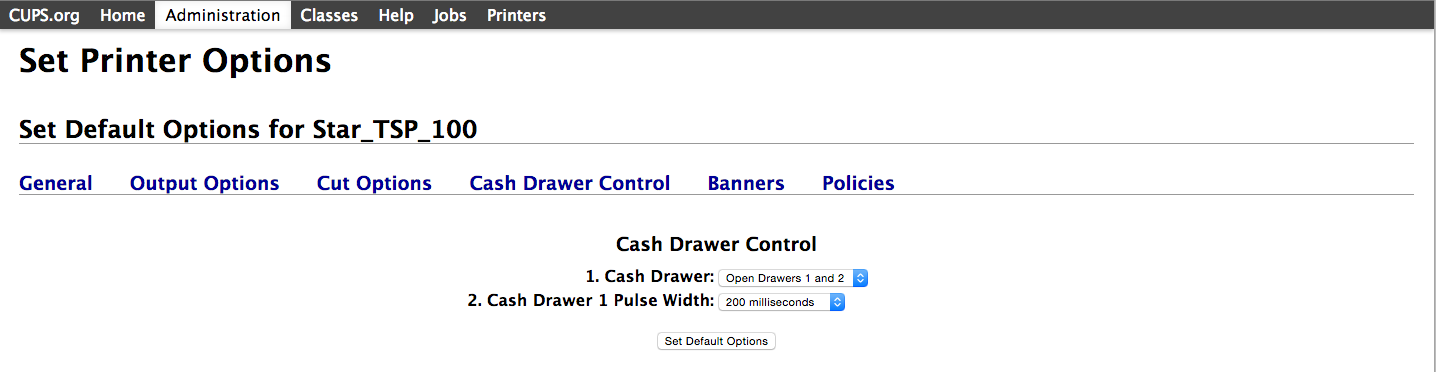 CUPS.org Home Administration Classes Help Jobs Printers
Set Printer Options
Set Default Options for Star_TSP_100
General Output Options Cut Options Cash Drawer Control Banners Policies
Cash Drawer Control
1. Cash Drawer: Open Drawers 1 and 2
2. Cash Drawer 1 Pulse Width: 200 milliseconds
Set Default Options